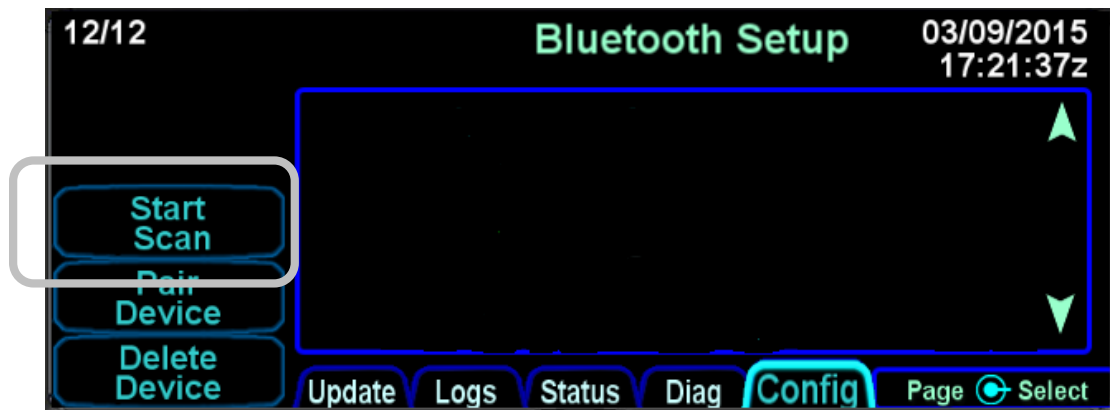 12/12
Bluetooth Setup
03/09/2015
17:21:37z
Start
Scan
Pair
Device
Delete
Device
Update Logs Status Diag Config Page Select